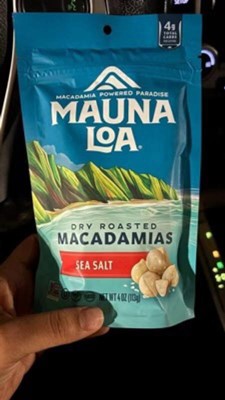 4g
TOTAL
CARBS
MACADAMIA POWERED PARADISE
MAUNA
LOA®
DRY ROASTED
MACADAMIAS
SEA SALT
NET WT 4 OZ (113g)